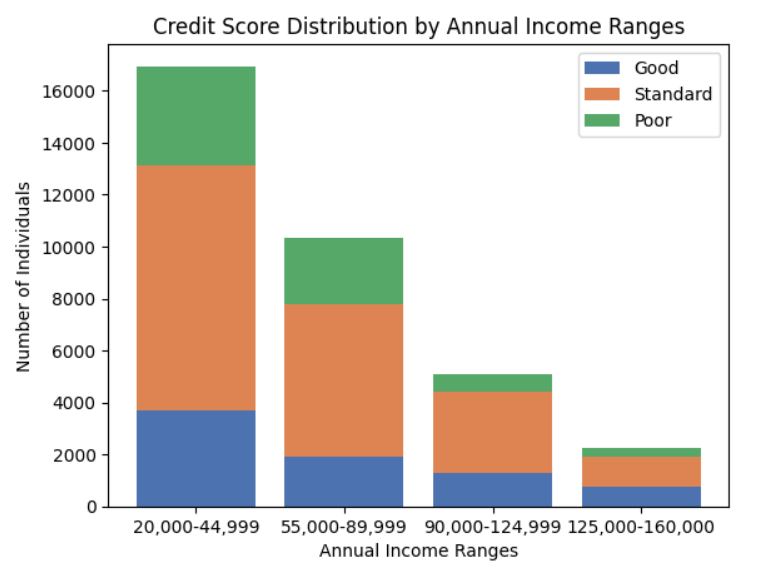 Credit Score Distribution by Annual Income Ranges
Good
Standard
Poor
16000
14000
12000
10000
8000
6000
4000
2000
0
Number of Individuals
20,000-44,999 55,000-89,999 90,000-124,999 125,000-160,000
Annual Income Ranges